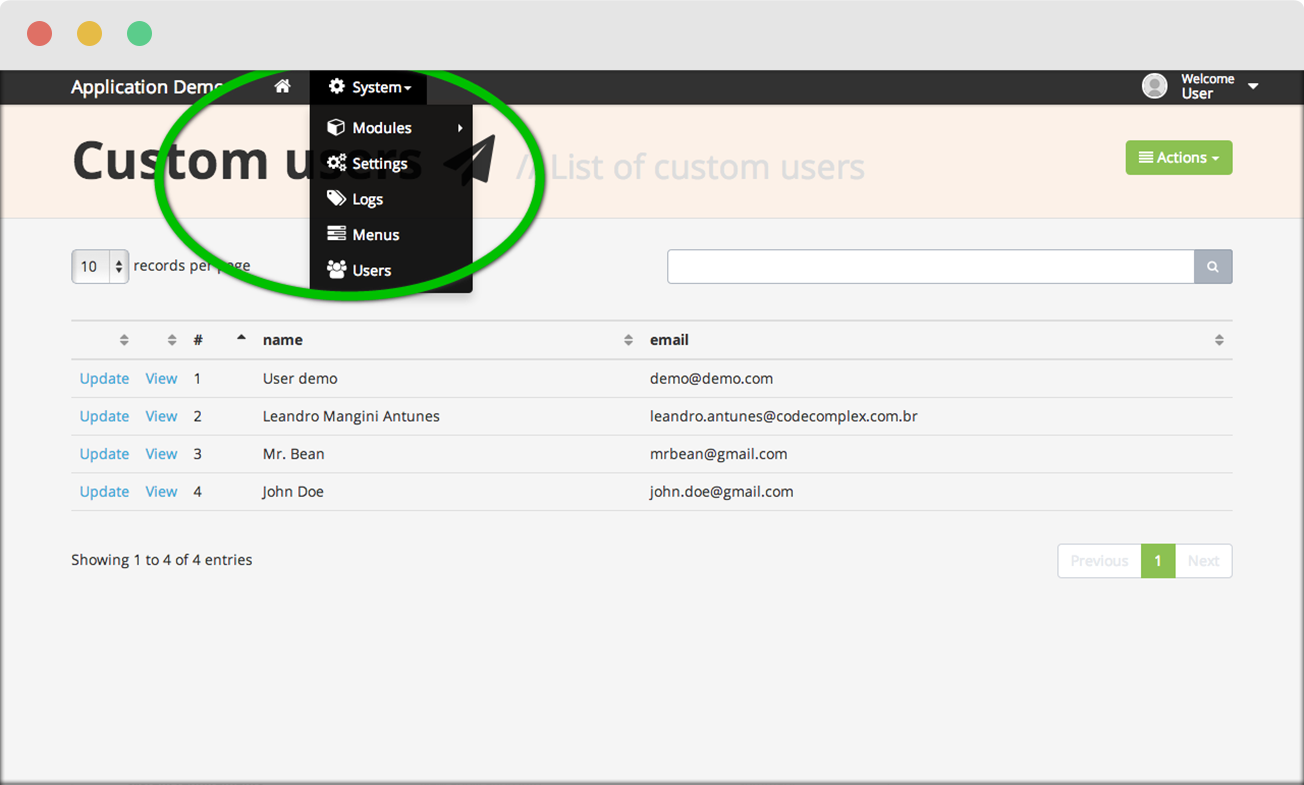 Application Demo System Welcome User
Modules
Settings
Logs
Menus
Users
Custom users // List of custom users
Actions
10 records per page
# name email
Update View 1 User demo demo@demo.com
Update View 2 Leandro Mangini Antunes leandro.antunes@codecomplex.com.br
Update View 3 Mr. Bean mrbean@gmail.com
Update View 4 John Doe john.doe@gmail.com
Showing 1 to 4 of 4 entries
Previous 1 Next